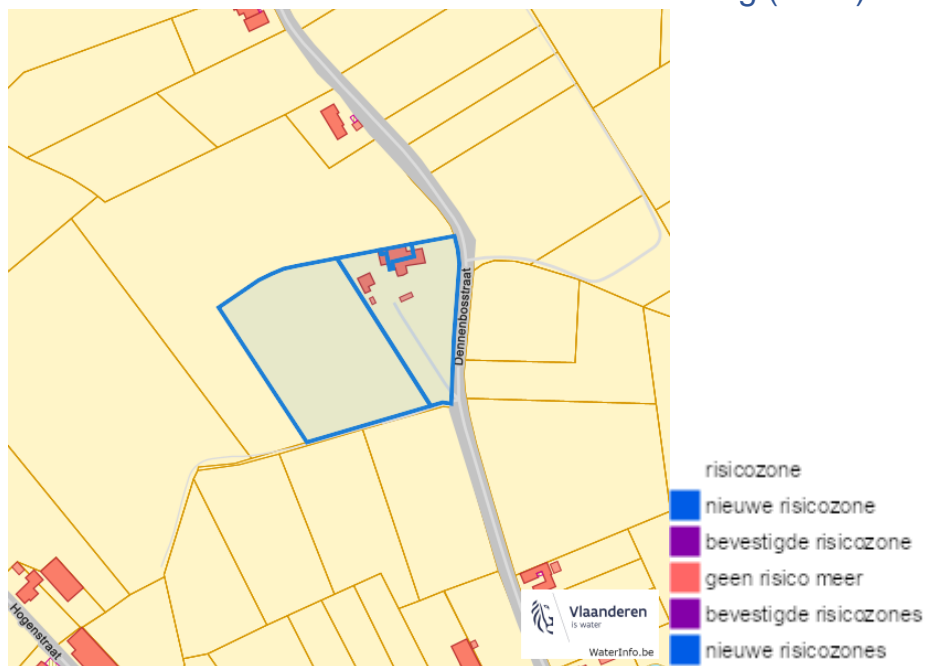 Dennenbosstraat
Hogenstraat
Vlaanderen
is water
WaterInfo.be
risicozone
nieuwe risicozone
bevestigde risicozone
geen risico meer
bevestigde risicozones
nieuwe risicozones